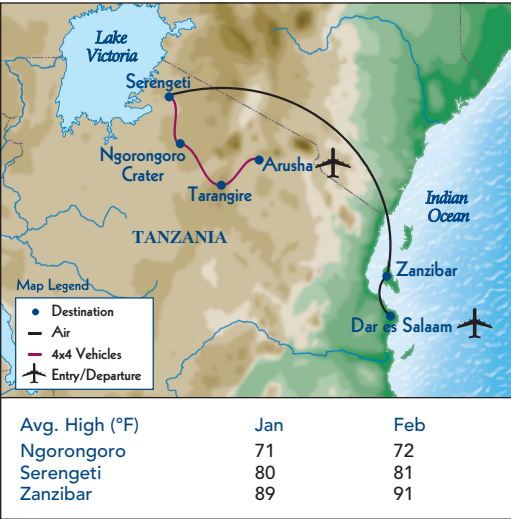 Lake
Victoria
Serengeti
Ngorongoro
Crater
Arusha
Tarangire
TANZANIA
Indian
Ocean
Zanzibar
Dar es Salaam
Map Legend
Destination
Air
4x4 Vehicles
Entry/Departure
Avg. High (°F) Jan Feb
Ngorongoro 71 72
Serengeti 80 81
Zanzibar 89 91